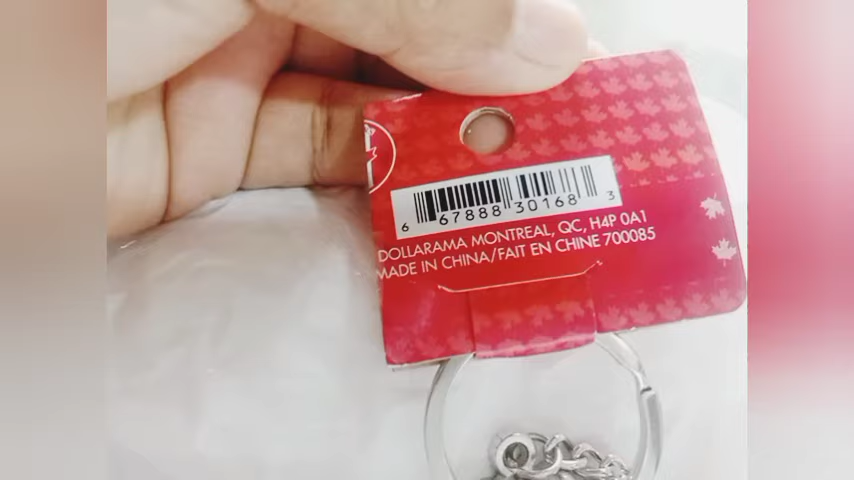 6 67888 30168 3
DOLLARAMA MONTREAL, QC, H4P 0A1
MADE IN CHINA/FAIT EN CHINE 700085